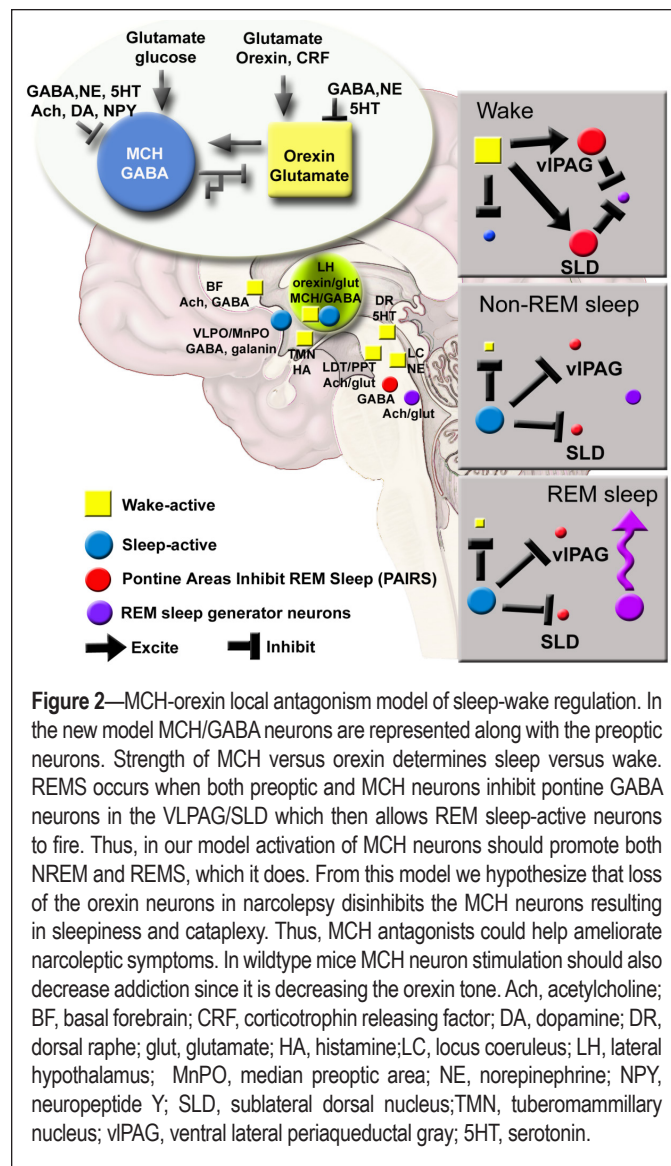 Glutamate
glucose
Glutamate
Orexin, CRF
GABA,NE, 5HT
Ach, DA, NPY
GABA,NE
5HT
MCH
GABA
Orexin
Glutamate
Wake
vlPAG
SLD
LH
orexin/glut
MCH/GABA
BF
Ach, GABA
DR
5HT
VLPO/MnPO
GABA, galanin
TMN
HA
LDT/PPT
Ach/glut
LC
NE
GABA
Ach/glut
Non-REM sleep
vlPAG
SLD
REM sleep
vlPAG
SLD
Wake-active
Sleep-active
Pontine Areas Inhibit REM Sleep (PAIRS)
REM sleep generator neurons
Excite
Inhibit
Figure 2—MCH-orexin local antagonism model of sleep-wake regulation. In
the new model MCH/GABA neurons are represented along with the preoptic
neurons. Strength of MCH versus orexin determines sleep versus wake.
REMS occurs when both preoptic and MCH neurons inhibit pontine GABA
neurons in the VLPAG/SLD which then allows REM sleep-active neurons
to fire. Thus, in our model activation of MCH neurons should promote both
NREM and REMS, which it does. From this model we hypothesize that loss
of the orexin neurons in narcolepsy disinhibits the MCH neurons resulting
in sleepiness and cataplexy. Thus, MCH antagonists could help ameliorate
narcoleptic symptoms. In wildtype mice MCH neuron stimulation should also
decrease addiction since it is decreasing the orexin tone. Ach, acetylcholine;
BF, basal forebrain; CRF, corticotrophin releasing factor; DA, dopamine; DR,
dorsal raphe; glut, glutamate; HA, histamine;LC, locus coeruleus; LH, lateral
hypothalamus; MnPO, median preoptic area; NE, norepinephrine; NPY,
neuropeptide Y; SLD, sublateral dorsal nucleus;TMN, tuberomammillary
nucleus; vlPAG, ventral lateral periaqueductal gray; 5HT, serotonin.